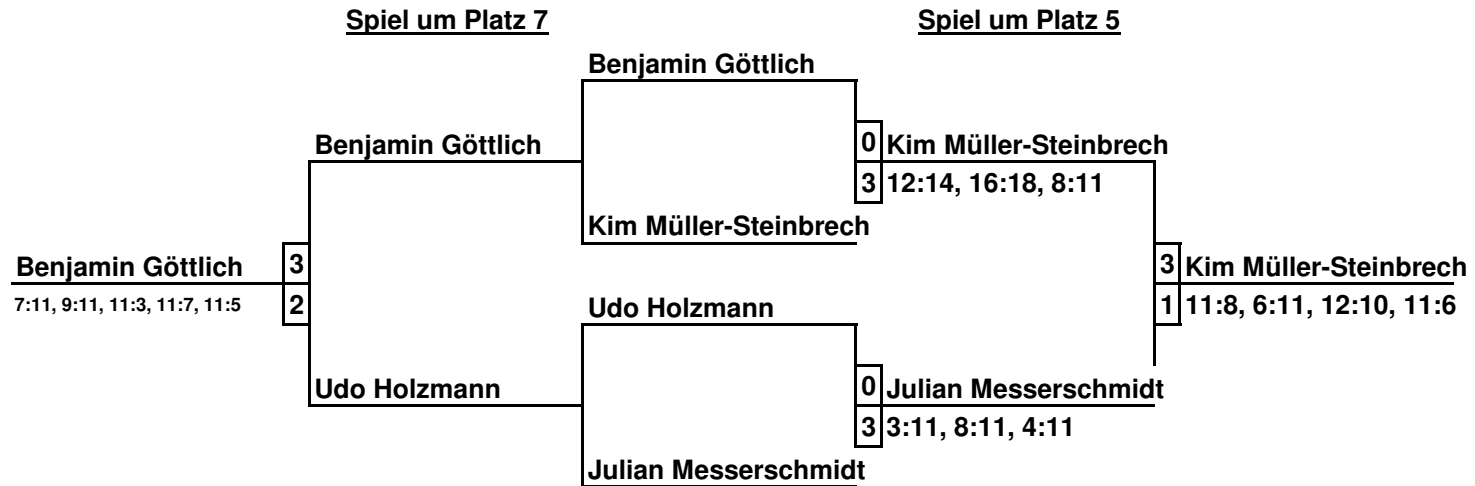 Spiel um Platz 7 Spiel um Platz 5
Benjamin Göttlich
Benjamin Göttlich 0 Kim Müller-Steinbrech
3 12:14, 16:18, 8:11
Kim Müller-Steinbrech
Benjamin Göttlich 3 3 Kim Müller-Steinbrech
7:11, 9:11, 11:3, 11:7, 11:5 2 Udo Holzmann 1 11:8, 6:11, 12:10, 11:6
Udo Holzmann 0 Julian Messerschmidt
3 3:11, 8:11, 4:11
Julian Messerschmidt